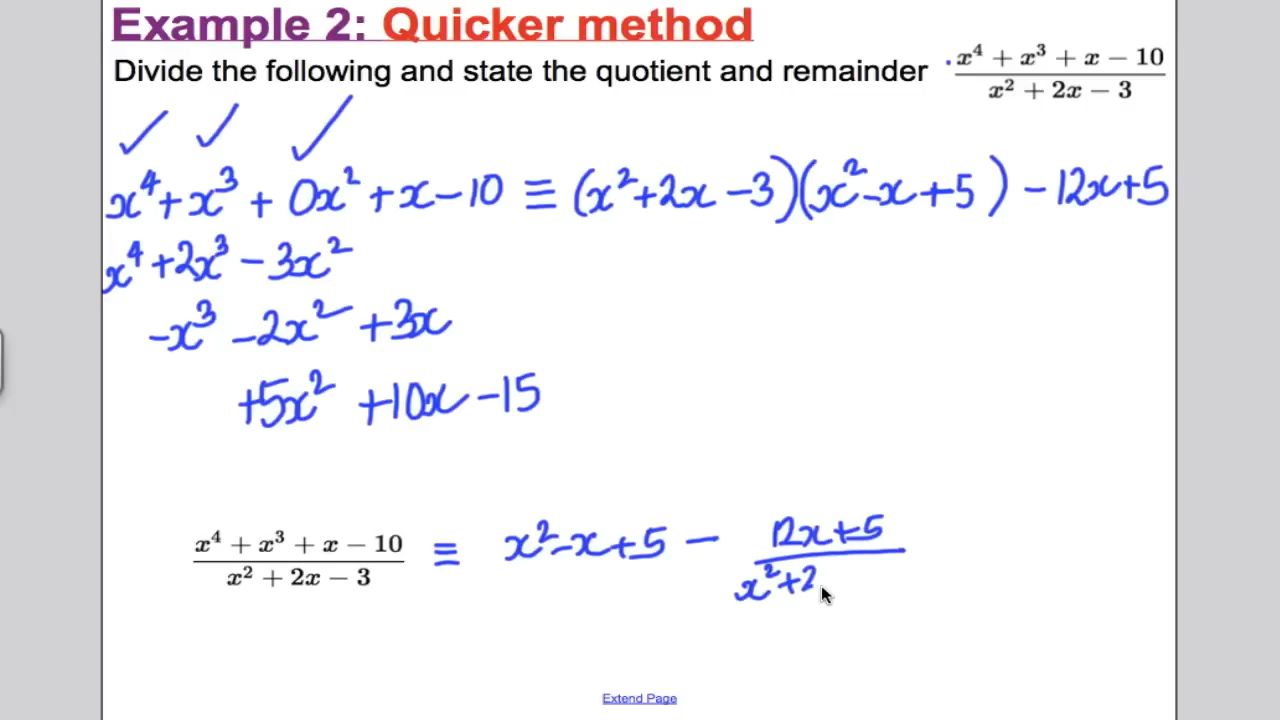 Example 2: Quicker method
Divide the following and state the quotient and remainder . (x⁴ + x³ + x − 10)/(x² + 2x − 3)
x⁴ + x³ + 0x² + x − 10 ≡ (x² + 2x − 3)(x² − x + 5) − 12x + 5
x⁴ + 2x³ − 3x²
−x³ − 2x² + 3x
+5x² + 10x − 15
(x⁴ + x³ + x − 10)/(x² + 2x − 3) ≡ x² − x + 5 − (12x + 5)/(x² + 2
Extend Page